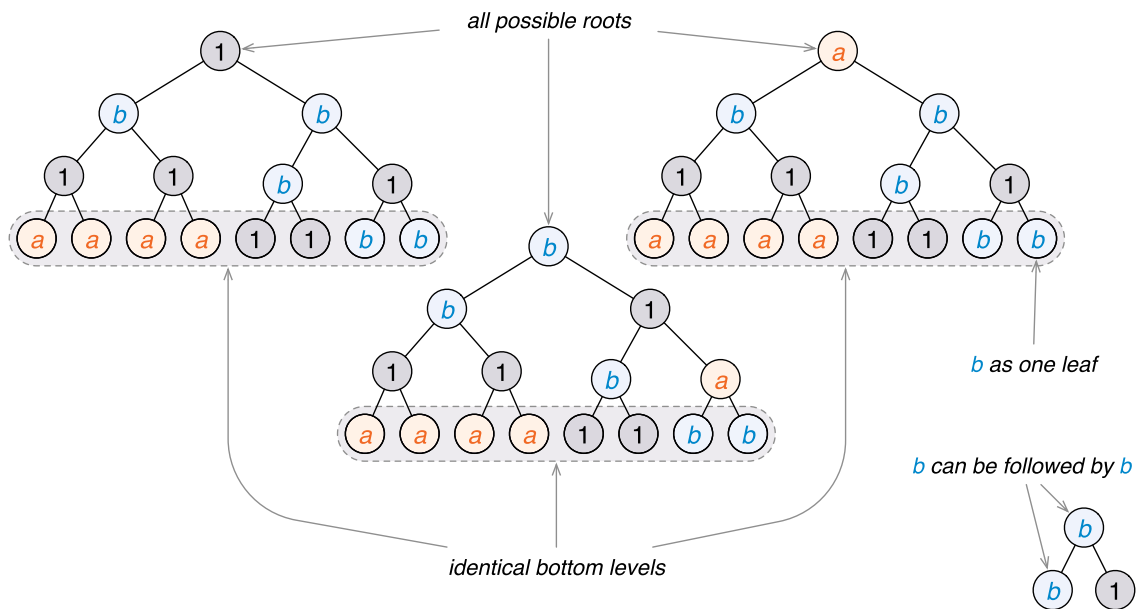 all possible roots
1
a
b b
b b
1 1 b 1
1 1 b 1
a a a a 1 1 b b
a a a a 1 1 b b
b
b 1
1 1 b a
a a a a 1 1 b b
b as one leaf
b can be followed by b
identical bottom levels
b
b 1